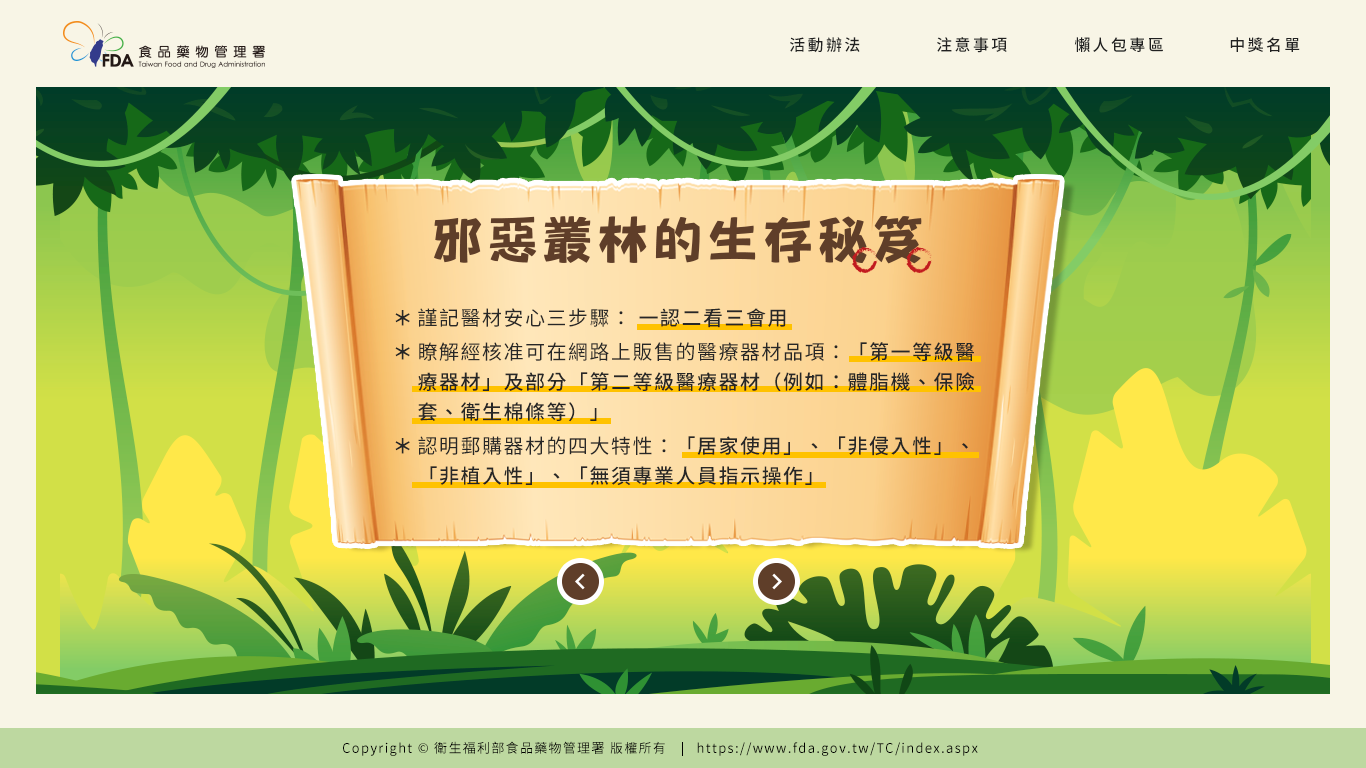 FDA 食品藥物管理署
Taiwan Food and Drug Administration
活動辦法
注意事項
懶人包專區
中獎名單
邪惡叢林的生存秘笈
＊謹記醫材安心三步驟：一認二看三會用
＊瞭解經核准可在網路上販售的醫療器材品項：「第一等級醫
療器材」及部分「第二等級醫療器材（例如：體脂機、保險
套、衛生棉條等）」
＊認明郵購器材的四大特性：「居家使用」、「非侵入性」、
「非植入性」、「無須專業人員指示操作」
Copyright © 衛生福利部食品藥物管理署 版權所有 | https://www.fda.gov.tw/TC/index.aspx